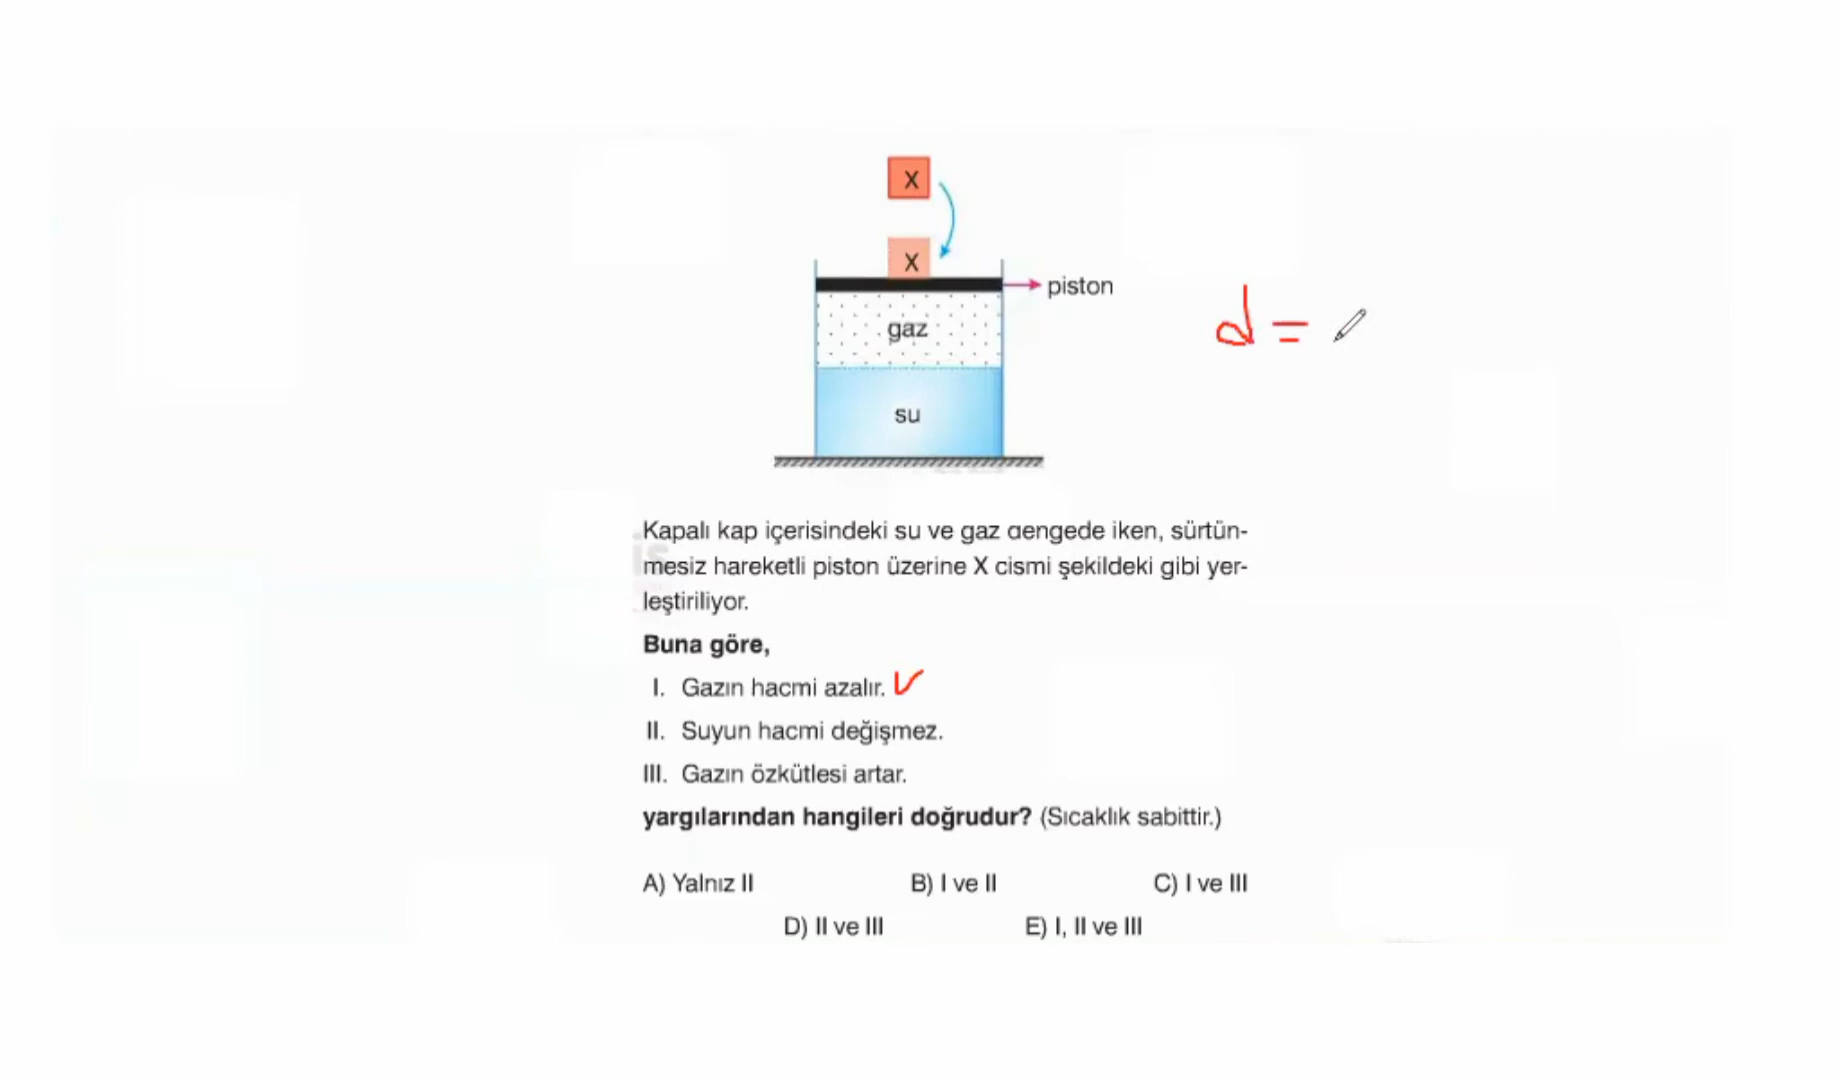 X
X
piston
gaz
d =
su
Kapalı kap içerisindeki su ve gaz dengede iken, sürtün-
mesiz hareketli piston üzerine X cismi şekildeki gibi yer-
leştiriliyor.
Buna göre,
I. Gazın hacmi azalır. ✓
II. Suyun hacmi değişmez.
III. Gazın özkütlesi artar.
yargılarından hangileri doğrudur? (Sıcaklık sabittir.)
A) Yalnız II B) I ve II C) I ve III
D) II ve III E) I, II ve III